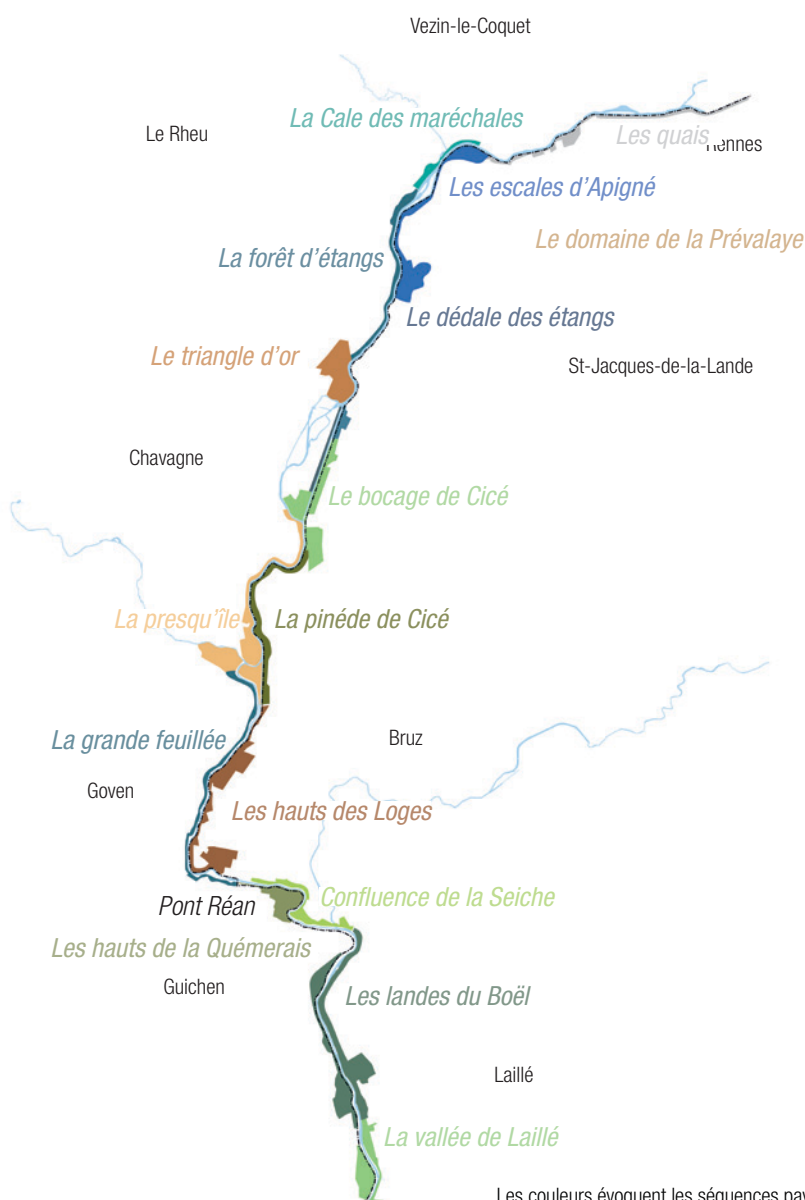 Vezin-le-Coquet
La Cale des maréchales
Le Rheu
Les quais
Rennes
Les escales d'Apigné
Le domaine de la Prévalaye
La forêt d'étangs
Le dédale des étangs
Le triangle d'or
St-Jacques-de-la-Lande
Chavagne
Le bocage de Cicé
La presqu'île
La pinéde de Cicé
La grande feuillée
Bruz
Goven
Les hauts des Loges
Confluence de la Seiche
Pont Réan
Les hauts de la Quémerais
Guichen
Les landes du Boël
Laillé
La vallée de Laillé
Les couleurs évoquent les séquences